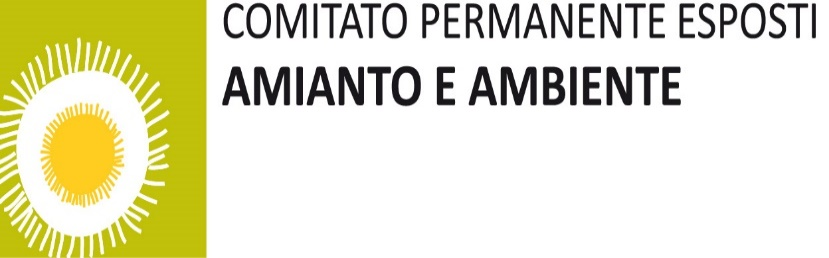 COMITATO PERMANENTE ESPOSTI
AMIANTO E AMBIENTE